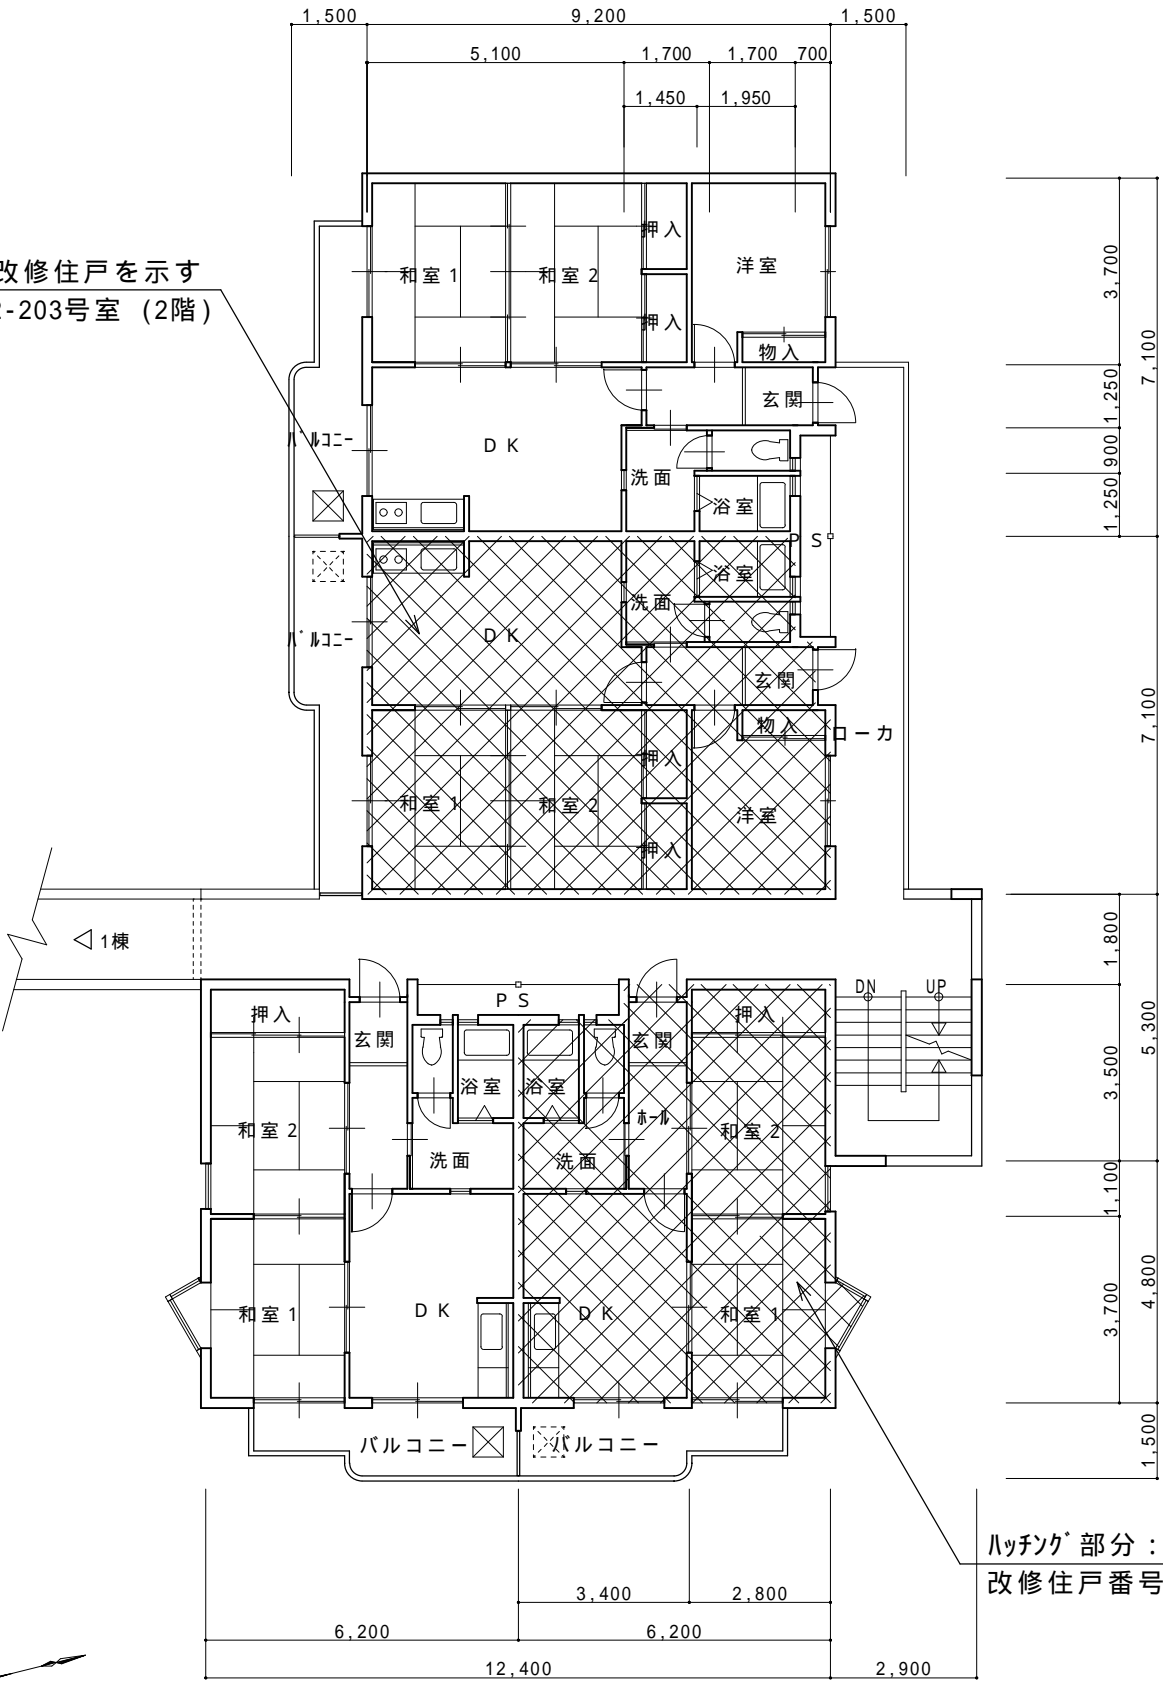 1,500 9,200 1,500
5,100 1,700 1,700 700
1,450 1,950
押入
和室1 和室2 洋室
改修住戸を示す
2-203号室 (2階)
押入
物入
玄関
バルコニー
DK
洗面
浴室
PS
浴室
洗面
バルコニー
DK
玄関
物入
ローカ
押入
和室1 和室2 洋室
押入
3,700
1,250
900
1,250
7,100
7,100
1,800
3,500
5,300
1,100
3,700
4,800
1,500
◁ 1棟
DN UP
PS
押入 押入
玄関 玄関
浴室 浴室
ホール
和室2 和室2
洗面 洗面
DK DK
和室1 和室1
バルコニー バルコニー
ハッチング部分:
改修住戸番号
3,400 2,800
6,200 6,200
12,400 2,900